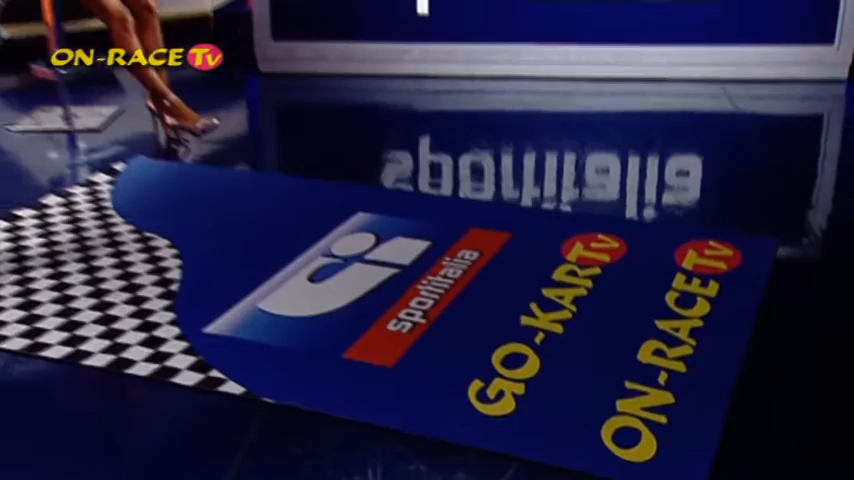 ON-RACE Tv
sportitalia
sportitalia
GO-KART Tv
ON-RACE Tv